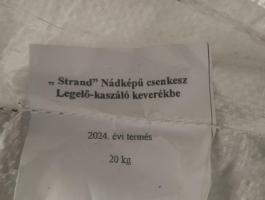 „ Strand” Nádképű csenkesz
Legelő-kaszáló keverékbe
2024. évi termés
20 kg